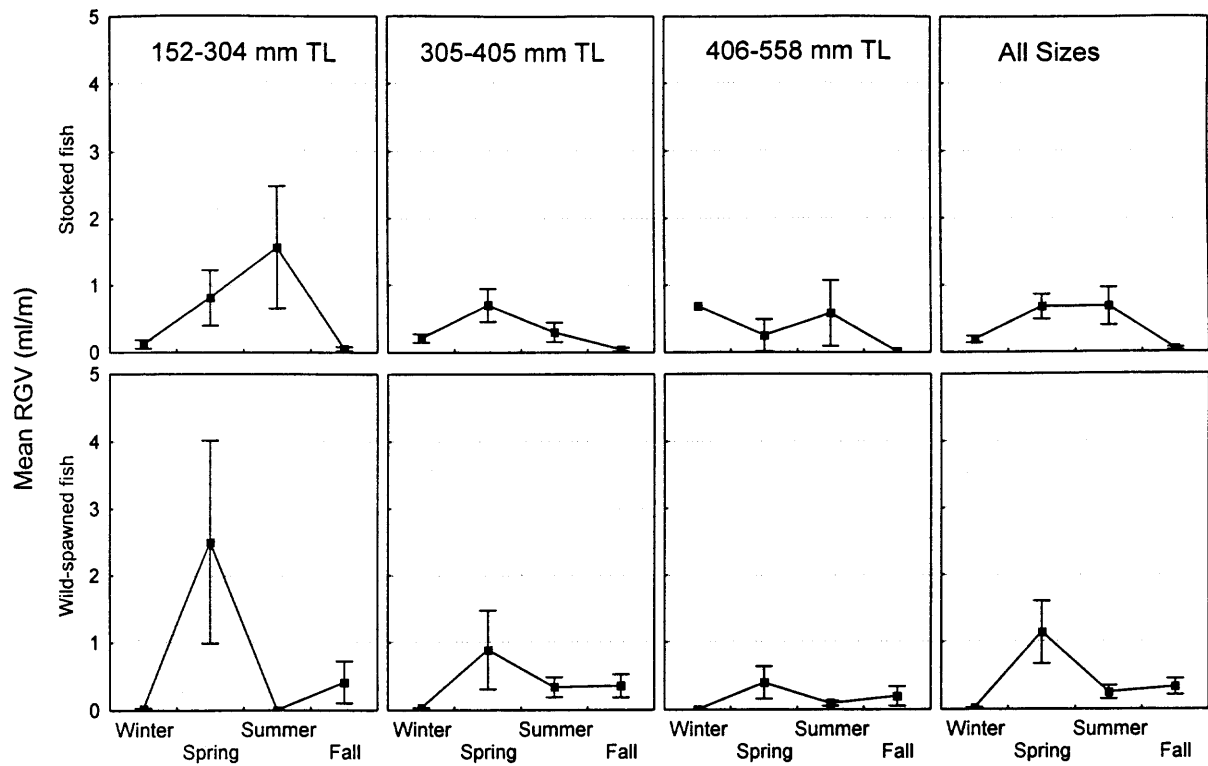 152-304 mm TL
305-405 mm TL
406-558 mm TL
All Sizes
5
4
3
2
1
0
Stocked fish
Mean RGV (ml/m)
5
4
3
2
1
0
Wild-spawned fish
Winter Summer Winter Summer Winter Summer Winter Summer
Spring Fall Spring Fall Spring Fall Spring Fall